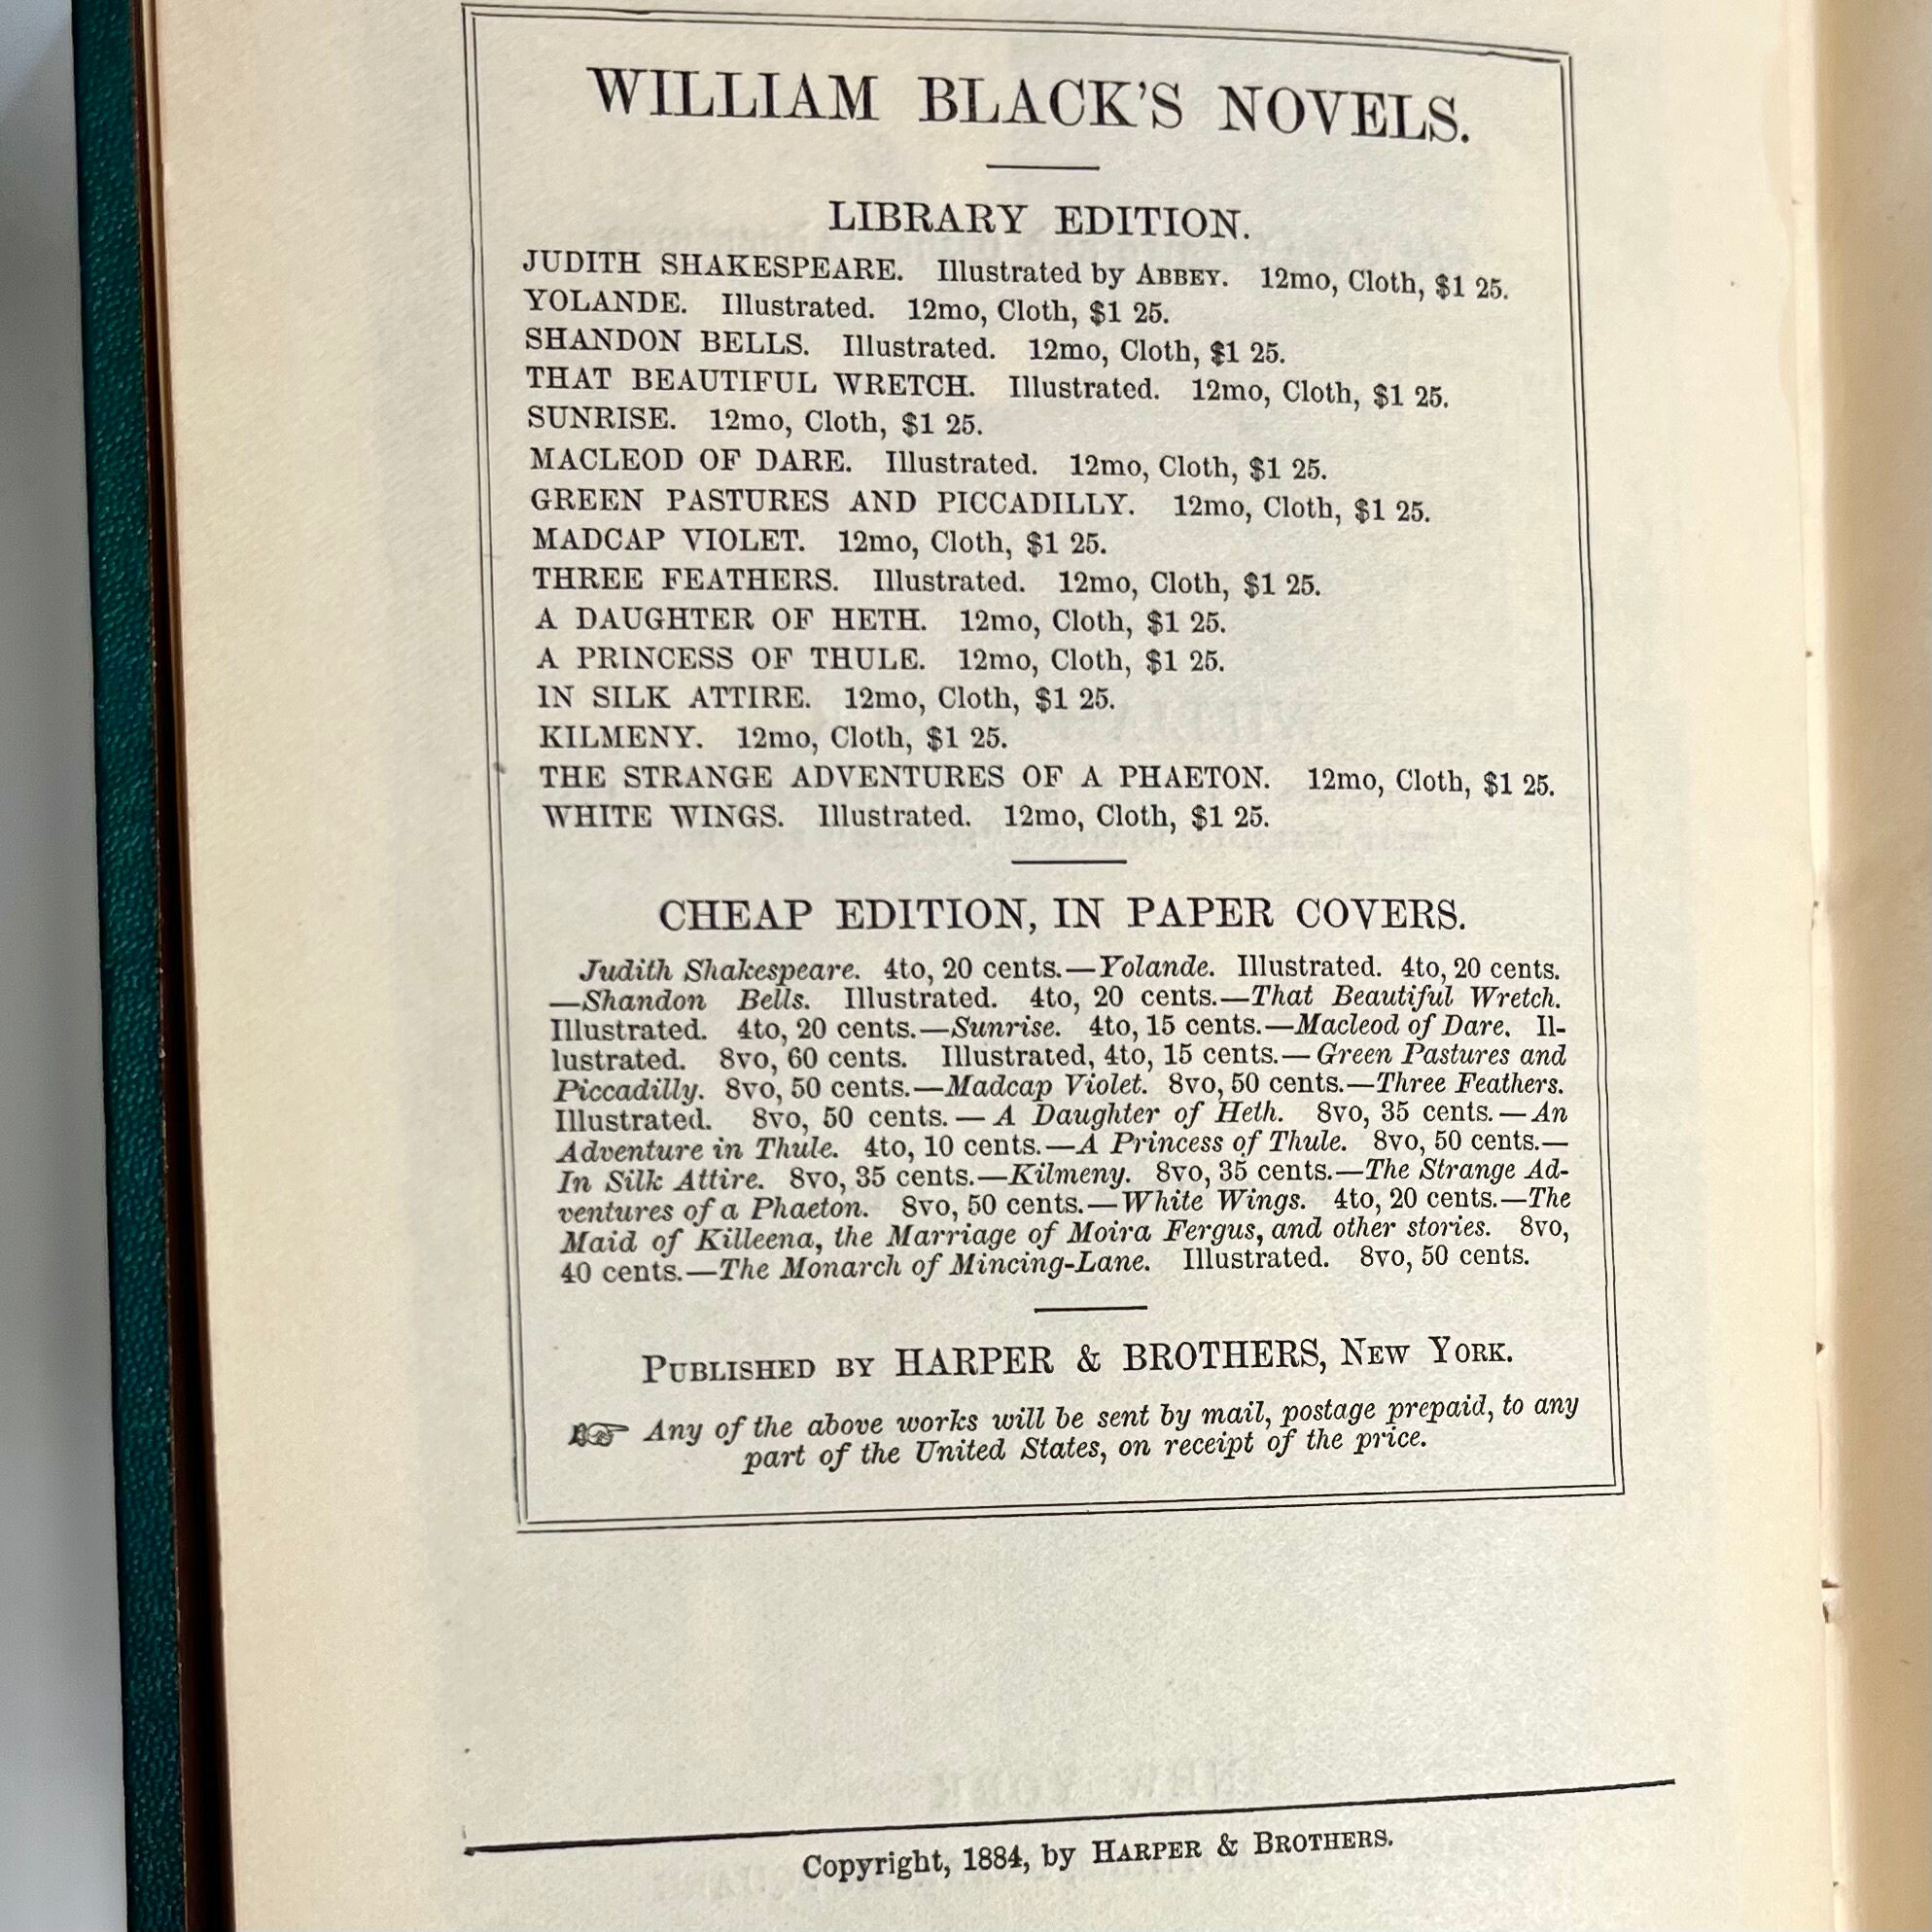 WILLIAM BLACK'S NOVELS.
LIBRARY EDITION.
JUDITH SHAKESPEARE. Illustrated by ABBEY. 12mo, Cloth, $1 25.
YOLANDE. Illustrated. 12mo, Cloth, $1 25.
SHANDON BELLS. Illustrated. 12mo, Cloth, $1 25.
THAT BEAUTIFUL WRETCH. Illustrated. 12mo, Cloth, $1 25.
SUNRISE. 12mo, Cloth, $1 25.
MACLEOD OF DARE. Illustrated. 12mo, Cloth, $1 25.
GREEN PASTURES AND PICCADILLY. 12mo, Cloth, $1 25.
MADCAP VIOLET. 12mo, Cloth, $1 25.
THREE FEATHERS. Illustrated. 12mo, Cloth, $1 25.
A DAUGHTER OF HETH. 12mo, Cloth, $1 25.
A PRINCESS OF THULE. 12mo, Cloth, $1 25.
IN SILK ATTIRE. 12mo, Cloth, $1 25.
KILMENY. 12mo, Cloth, $1 25.
THE STRANGE ADVENTURES OF A PHAETON. 12mo, Cloth, $1 25.
WHITE WINGS. Illustrated. 12mo, Cloth, $1 25.
CHEAP EDITION, IN PAPER COVERS.
Judith Shakespeare. 4to, 20 cents.—Yolande. Illustrated. 4to, 20 cents.
—Shandon Bells. Illustrated. 4to, 20 cents.—That Beautiful Wretch.
Illustrated. 4to, 20 cents.—Sunrise. 4to, 15 cents.—Macleod of Dare. Il-
lustrated. 8vo, 60 cents. Illustrated, 4to, 15 cents.—Green Pastures and
Piccadilly. 8vo, 50 cents.—Madcap Violet. 8vo, 50 cents.—Three Feathers.
Illustrated. 8vo, 50 cents.—A Daughter of Heth. 8vo, 35 cents.—An
Adventure in Thule. 4to, 10 cents.—A Princess of Thule. 8vo, 50 cents.—
In Silk Attire. 8vo, 35 cents.—Kilmeny. 8vo, 35 cents.—The Strange Ad-
ventures of a Phaeton. 8vo, 50 cents.—White Wings. 4to, 20 cents.—The
Maid of Killeena, the Marriage of Moira Fergus, and other stories. 8vo,
40 cents.—The Monarch of Mincing-Lane. Illustrated. 8vo, 50 cents.
PUBLISHED BY HARPER & BROTHERS, NEW YORK.
☞ Any of the above works will be sent by mail, postage prepaid, to any
part of the United States, on receipt of the price.
Copyright, 1884, by HARPER & BROTHERS.